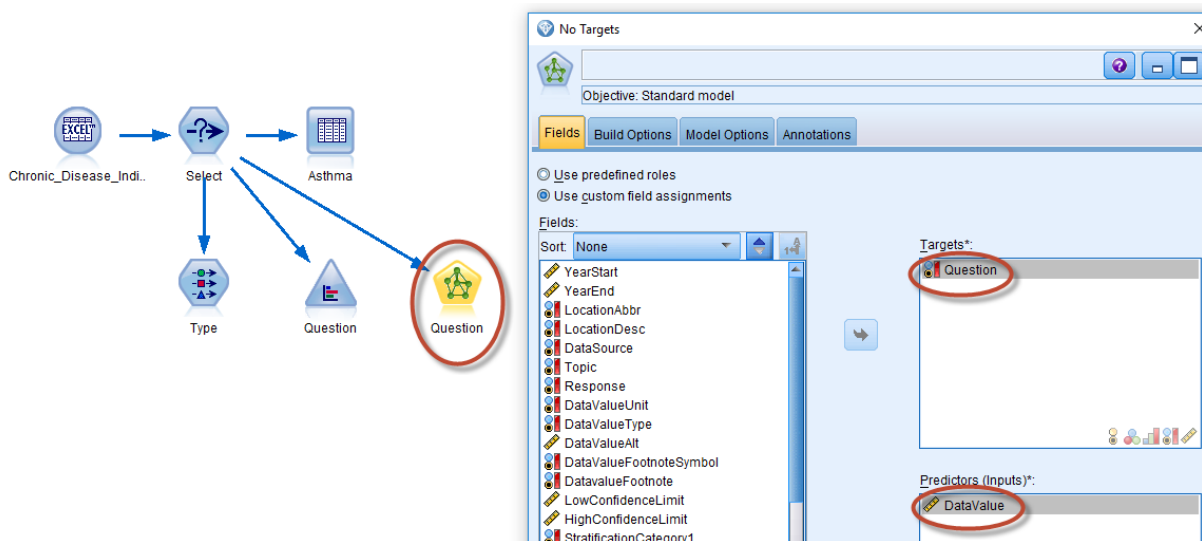 No Targets
Objective: Standard model
Fields Build Options Model Options Annotations
Use predefined roles
Use custom field assignments
Fields:
Sort: None
YearStart
YearEnd
LocationAbbr
LocationDesc
DataSource
Topic
Response
DataValueUnit
DataValueType
DataValueAlt
DataValueFootnoteSymbol
DatavalueFootnote
LowConfidenceLimit
HighConfidenceLimit
StratificationCategory1
Targets*:
Question
Predictors (Inputs)*:
DataValue
EXCEL
Chronic_Disease_Indi..
Select
Asthma
Type
Question
Question